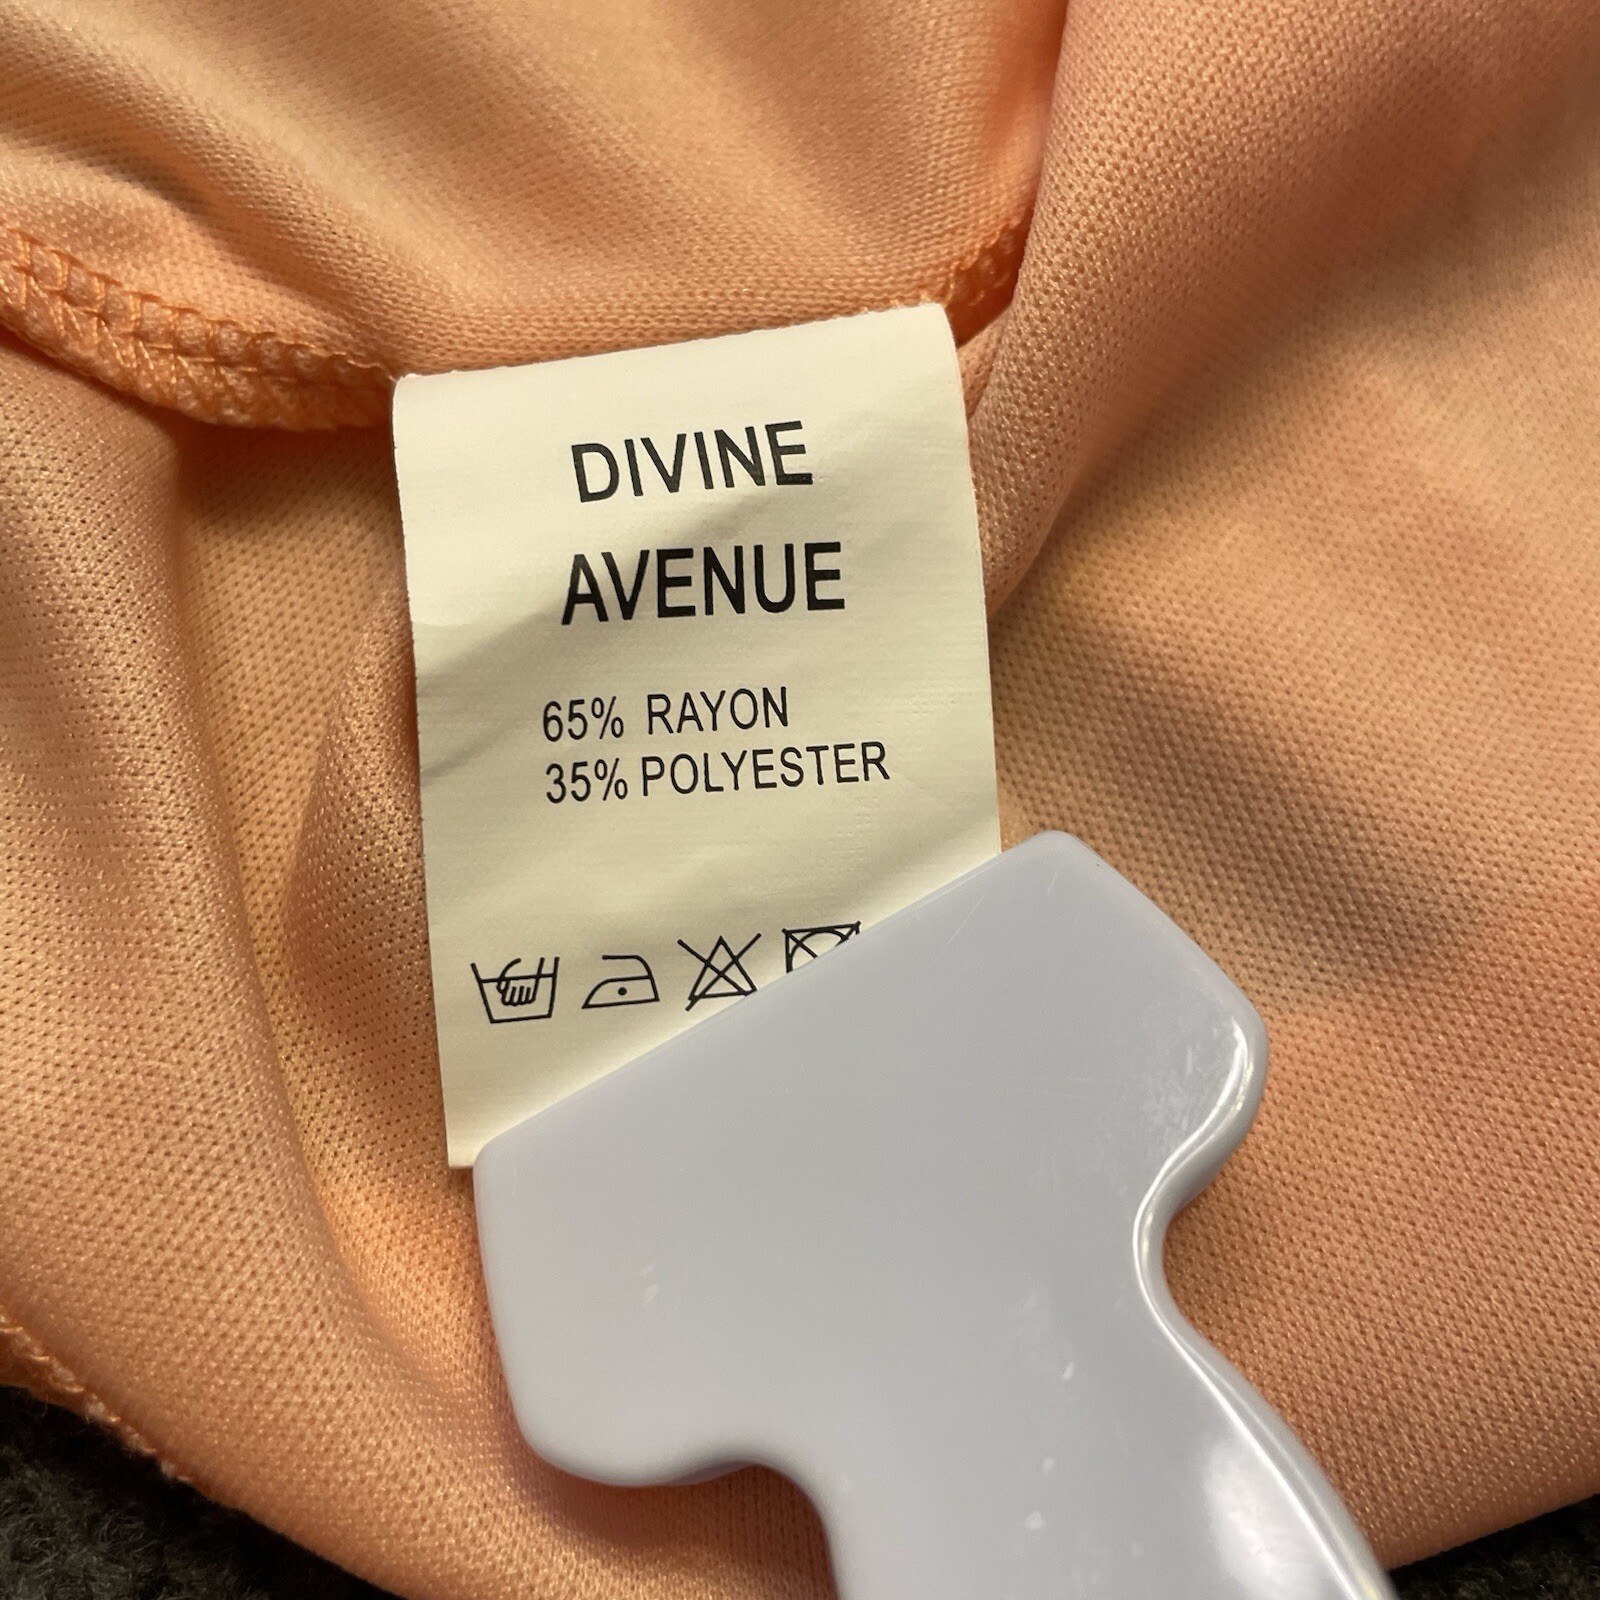 DIVINE
AVENUE
65% RAYON
35% POLYESTER